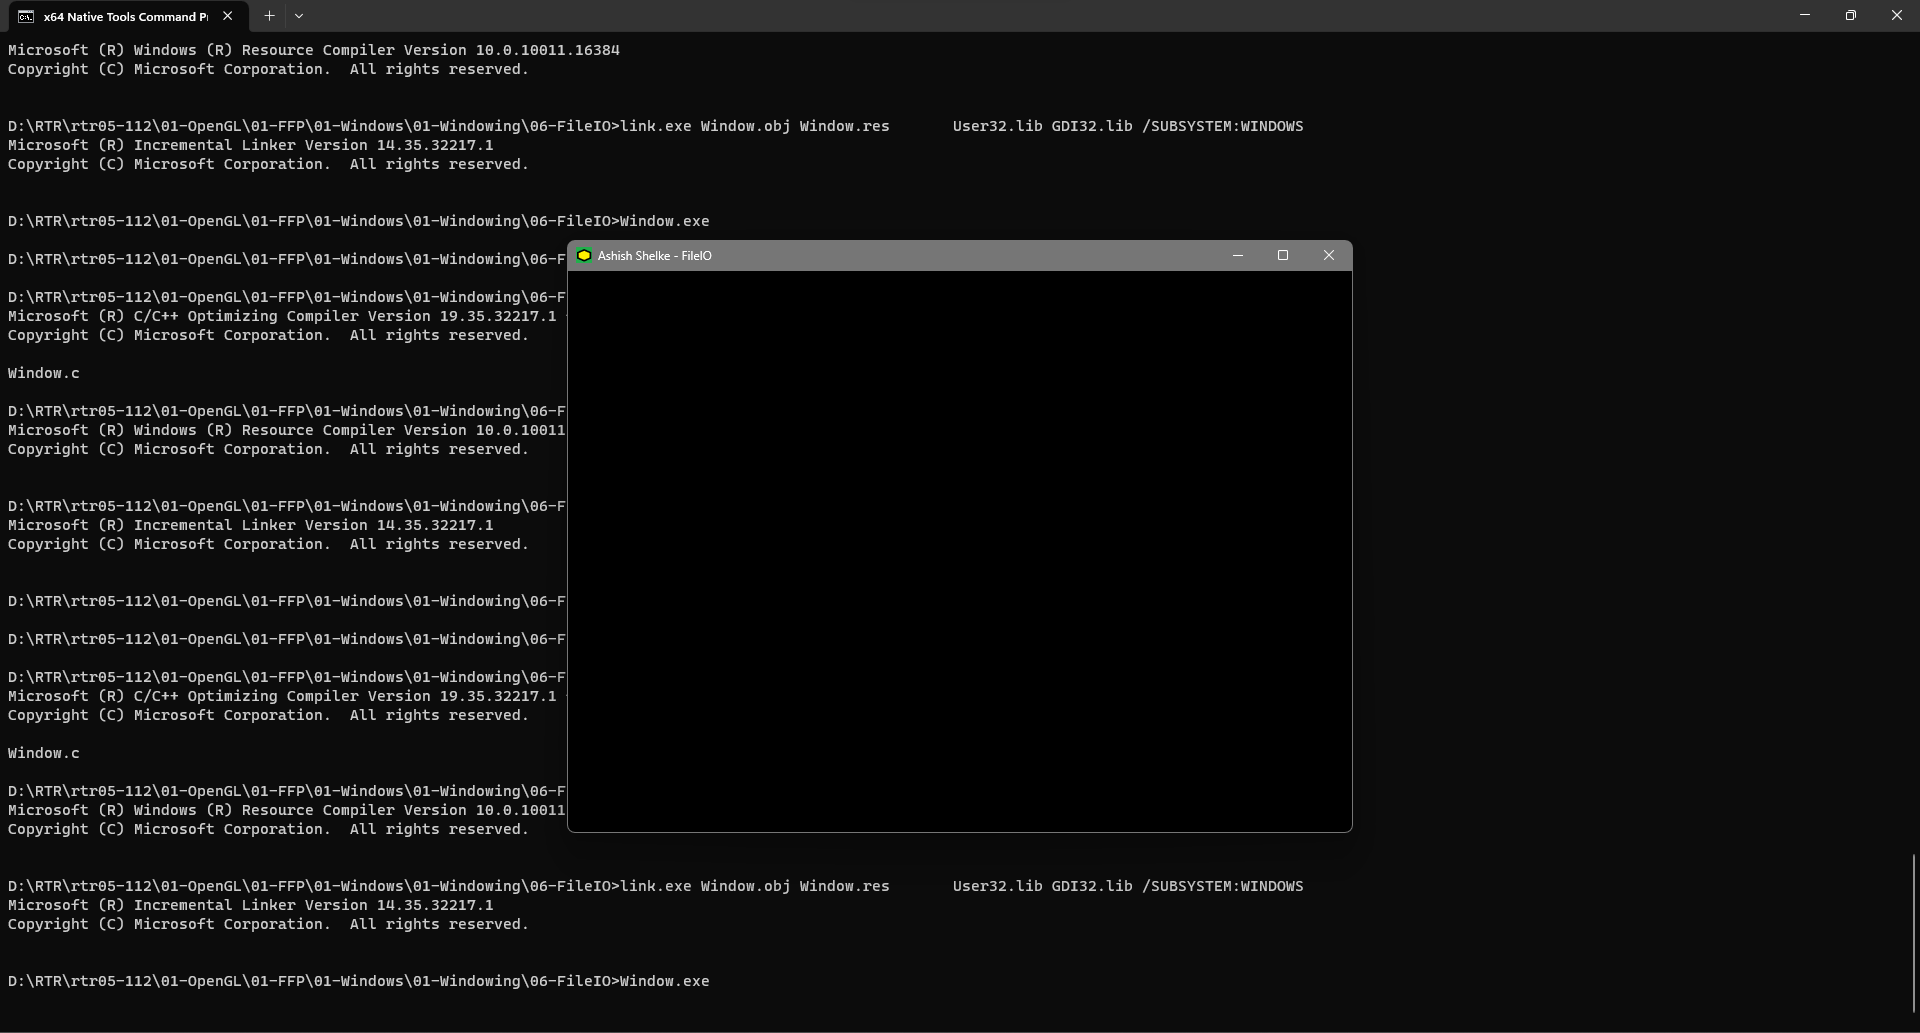 x64 Native Tools Command P
Microsoft (R) Windows (R) Resource Compiler Version 10.0.10011.16384
Copyright (C) Microsoft Corporation.  All rights reserved.
D:\RTR\rtr05-112\01-OpenGL\01-FFP\01-Windows\01-Windowing\06-FileIO>link.exe Window.obj Window.res       User32.lib GDI32.lib /SUBSYSTEM:WINDOWS
Microsoft (R) Incremental Linker Version 14.35.32217.1
Copyright (C) Microsoft Corporation.  All rights reserved.
D:\RTR\rtr05-112\01-OpenGL\01-FFP\01-Windows\01-Windowing\06-FileIO>Window.exe
D:\RTR\rtr05-112\01-OpenGL\01-FFP\01-Windows\01-Windowing\06-F
Ashish Shelke - FileIO
D:\RTR\rtr05-112\01-OpenGL\01-FFP\01-Windows\01-Windowing\06-F
Microsoft (R) C/C++ Optimizing Compiler Version 19.35.32217.1
Copyright (C) Microsoft Corporation.  All rights reserved.
Window.c
D:\RTR\rtr05-112\01-OpenGL\01-FFP\01-Windows\01-Windowing\06-F
Microsoft (R) Windows (R) Resource Compiler Version 10.0.10011
Copyright (C) Microsoft Corporation.  All rights reserved.
D:\RTR\rtr05-112\01-OpenGL\01-FFP\01-Windows\01-Windowing\06-F
Microsoft (R) Incremental Linker Version 14.35.32217.1
Copyright (C) Microsoft Corporation.  All rights reserved.
D:\RTR\rtr05-112\01-OpenGL\01-FFP\01-Windows\01-Windowing\06-F
D:\RTR\rtr05-112\01-OpenGL\01-FFP\01-Windows\01-Windowing\06-F
D:\RTR\rtr05-112\01-OpenGL\01-FFP\01-Windows\01-Windowing\06-F
Microsoft (R) C/C++ Optimizing Compiler Version 19.35.32217.1
Copyright (C) Microsoft Corporation.  All rights reserved.
Window.c
D:\RTR\rtr05-112\01-OpenGL\01-FFP\01-Windows\01-Windowing\06-F
Microsoft (R) Windows (R) Resource Compiler Version 10.0.10011
Copyright (C) Microsoft Corporation.  All rights reserved.
D:\RTR\rtr05-112\01-OpenGL\01-FFP\01-Windows\01-Windowing\06-FileIO>link.exe Window.obj Window.res       User32.lib GDI32.lib /SUBSYSTEM:WINDOWS
Microsoft (R) Incremental Linker Version 14.35.32217.1
Copyright (C) Microsoft Corporation.  All rights reserved.
D:\RTR\rtr05-112\01-OpenGL\01-FFP\01-Windows\01-Windowing\06-FileIO>Window.exe